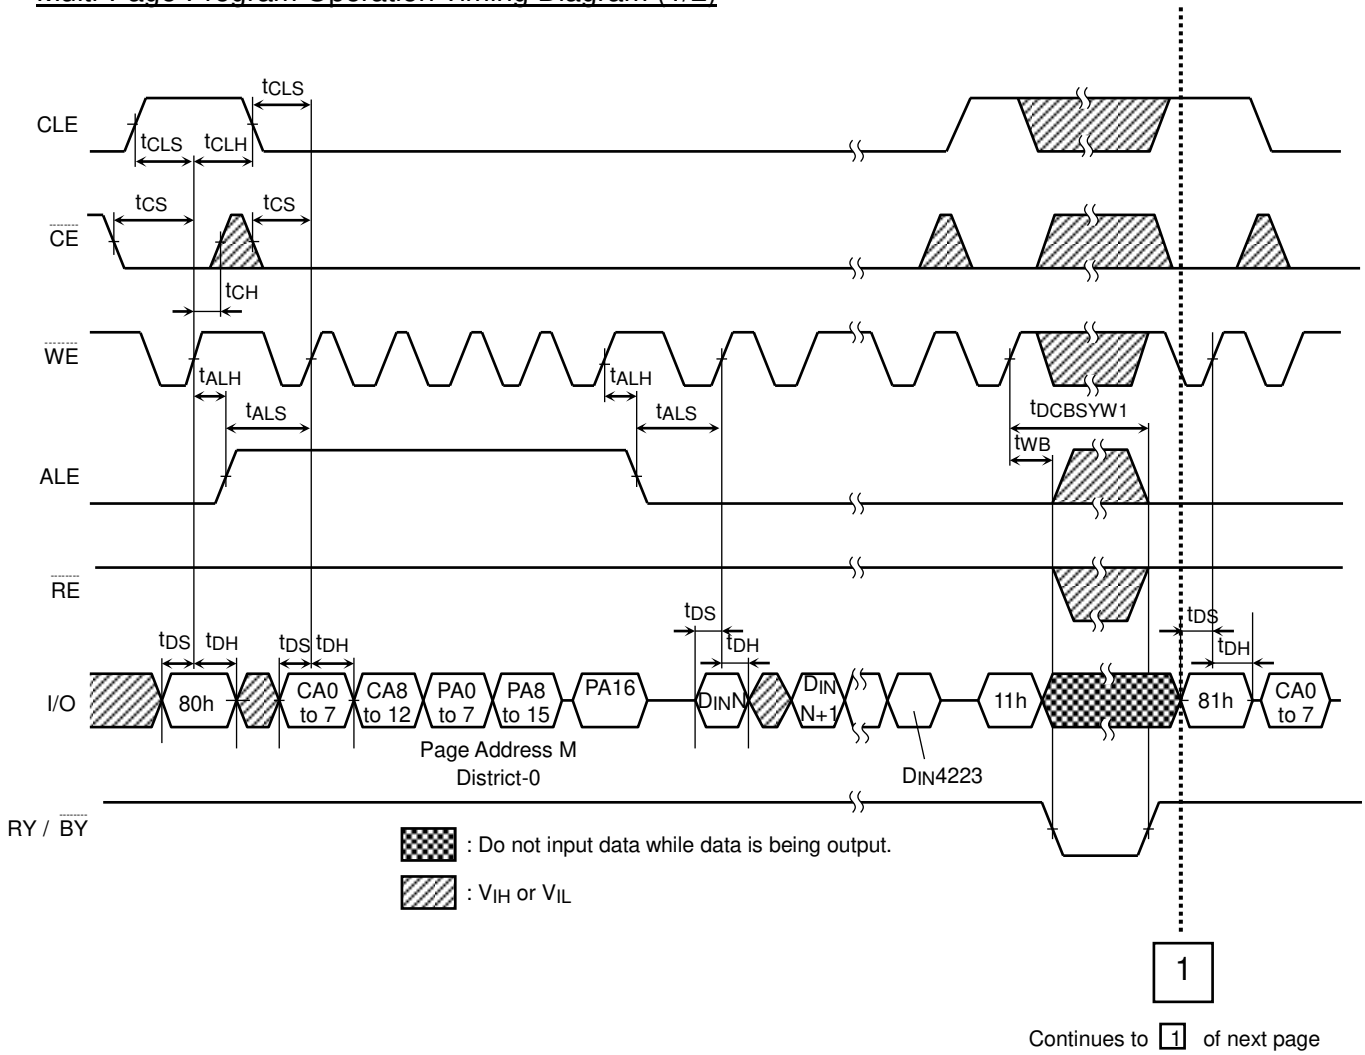 Multi-Page Program Operation Timing Diagram (1/2)
tCLS
CLE
tCLS tCLH
tCS tCS
CE
tCH
WE
tALH tALH
tALS tALS tDCBSYW1
tWB
ALE
RE
tDS tDS
tDS tDH tDS tDH tDH tDH
I/O
80h
CA0 to 7
CA8 to 12
PA0 to 7
PA8 to 15
PA16
DINN
DIN N+1
11h
81h
CA0 to 7
Page Address M
District-0
DIN4223
RY / BY
: Do not input data while data is being output.
: VIH or VIL
1
Continues to 1 of next page